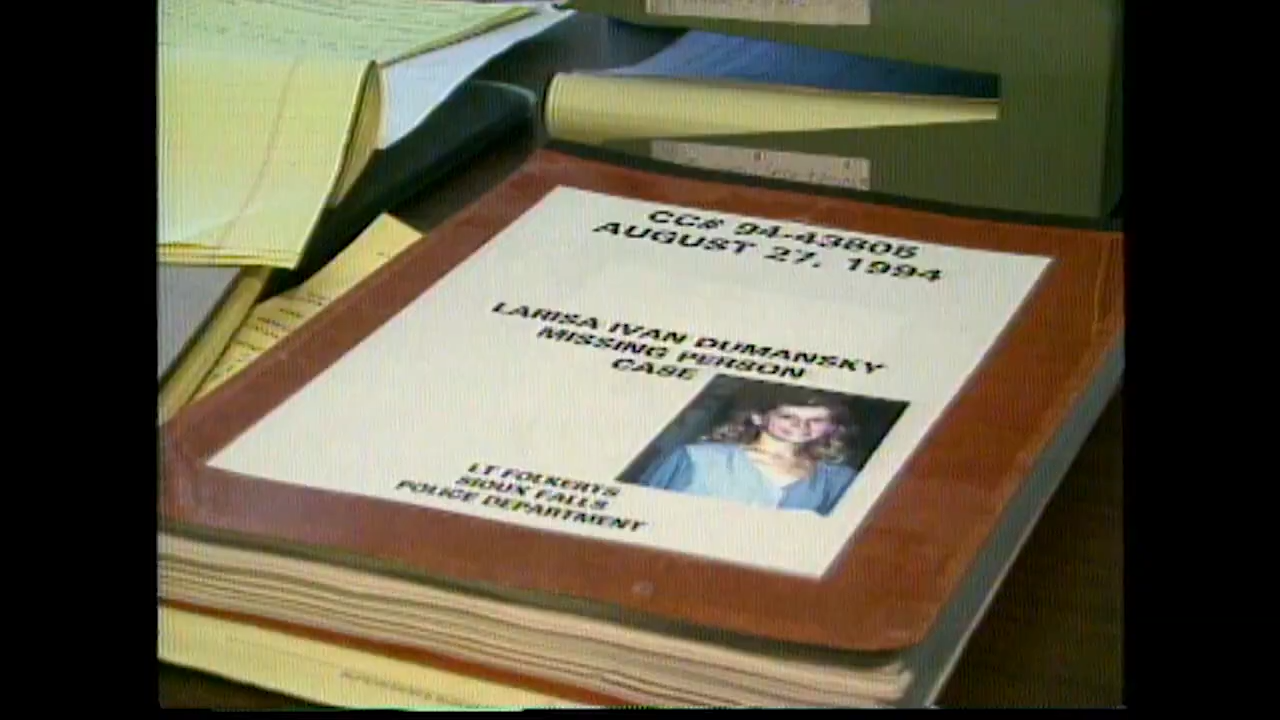 CC# 94-43805
AUGUST 27, 1994
LARISA IVAN DUMANSKY
MISSING PERSON
CASE
LT FOLKERTS
SIOUX FALLS
POLICE DEPARTMENT